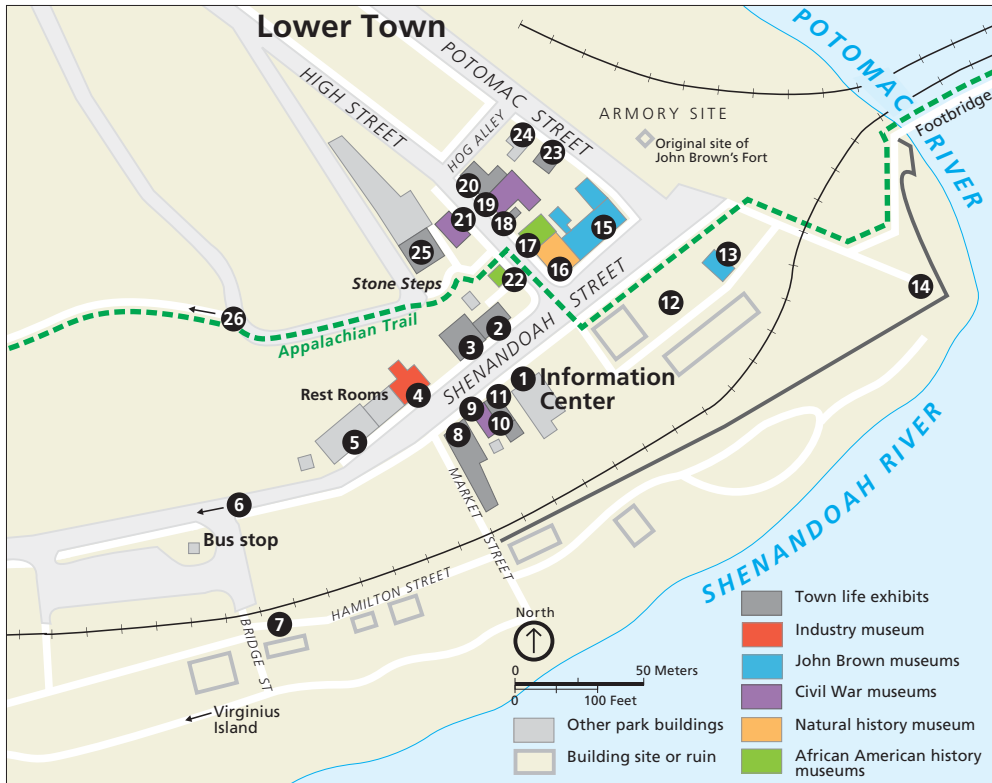 Lower Town
POTOMAC STREET
HIGH STREET
HOG ALLEY
ARMORY SITE
Original site of
John Brown's Fort
POTOMAC RIVER
Footbridge
24
23
20
19
21
18
17
15
25
16
22
13
12
14
Stone Steps
26
Appalachian Trail
SHENANDOAH STREET
2
3
1
Information
Center
Rest Rooms
4
11
9
10
8
5
6
Bus stop
MARKET STREET
SHENANDOAH RIVER
HAMILTON STREET
7
BRIDGE ST
Virginius
Island
North
0 50 Meters
0 100 Feet
Other park buildings
Building site or ruin
Town life exhibits
Industry museum
John Brown museums
Civil War museums
Natural history museum
African American history
museums